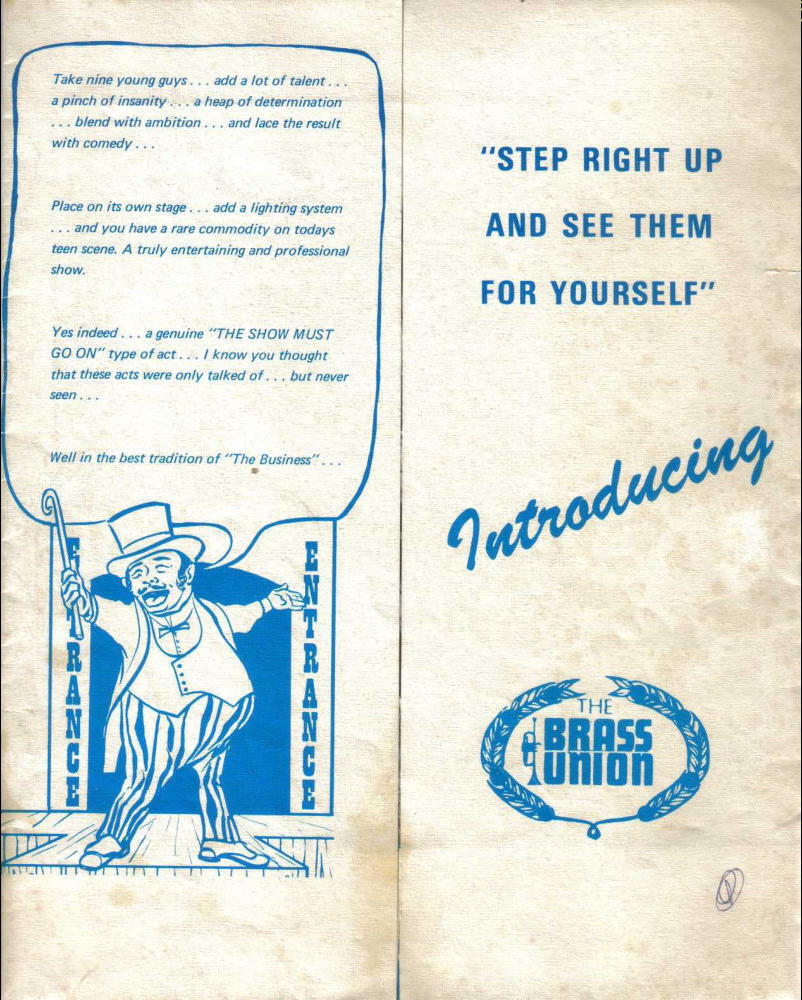 Take nine young guys . . . add a lot of talent . . .
a pinch of insanity . . . a heap of determination
. . . blend with ambition . . . and lace the result
with comedy . . .
Place on its own stage . . . add a lighting system
. . . and you have a rare commodity on todays
teen scene. A truly entertaining and professional
show.
Yes indeed . . . a genuine "THE SHOW MUST
GO ON" type of act . . . I know you thought
that these acts were only talked of . . . but never
seen . . .
Well in the best tradition of "The Business" . . .
ENTRANCE
ENTRANCE
"STEP RIGHT UP
AND SEE THEM
FOR YOURSELF"
Introducing
THE
BRASS
UNION